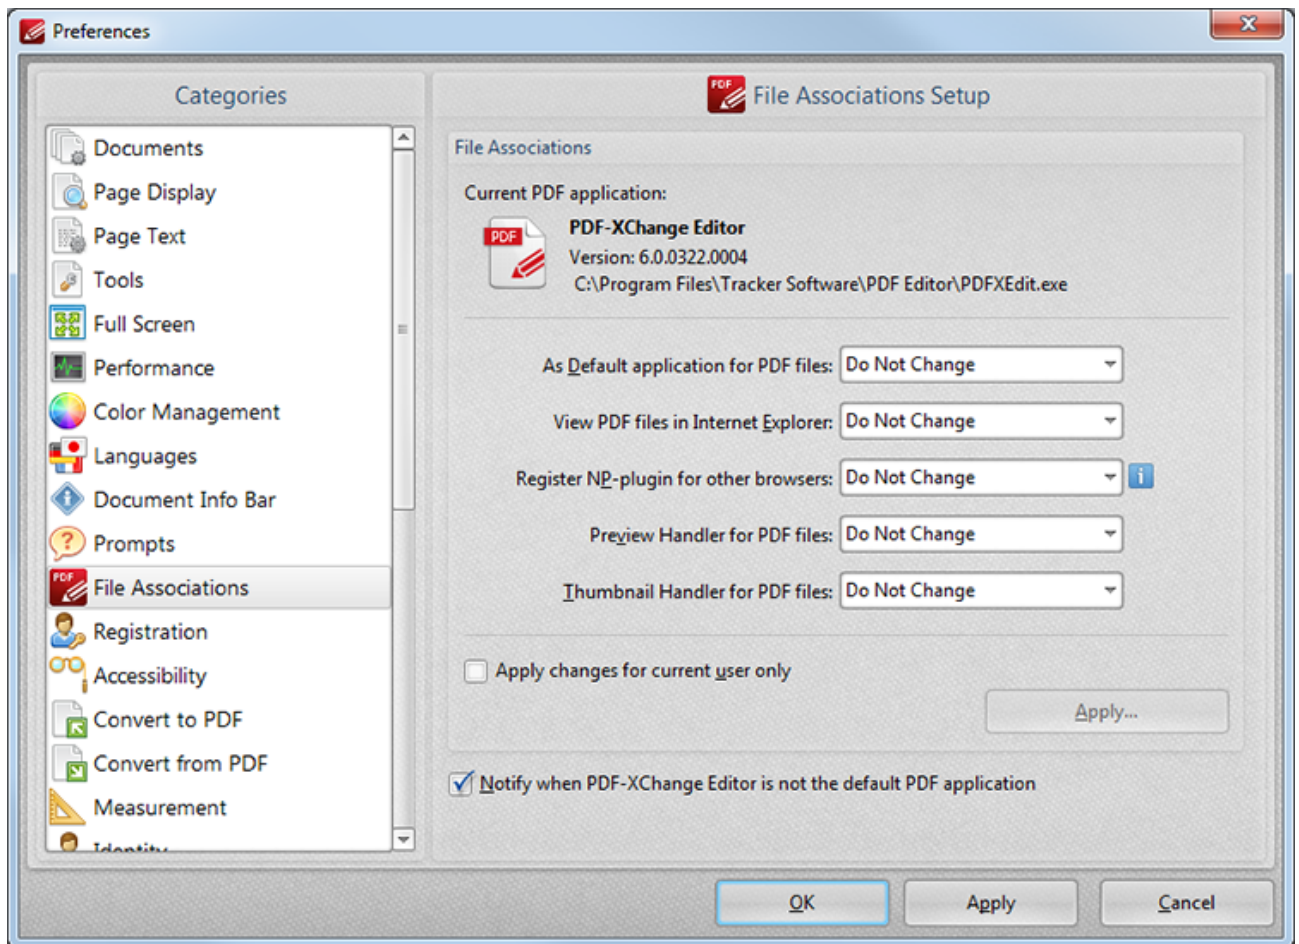 Preferences
Categories
Documents
Page Display
Page Text
Tools
Full Screen
Performance
Color Management
Languages
Document Info Bar
Prompts
PDF
File Associations
Registration
Accessibility
Convert to PDF
Convert from PDF
Measurement
Identity
PDF
File Associations Setup
File Associations
Current PDF application:
PDF
PDF-XChange Editor
Version: 6.0.0322.0004
C:\Program Files\Tracker Software\PDF Editor\PDFXEdit.exe
As Default application for PDF files: Do Not Change
View PDF files in Internet Explorer: Do Not Change
Register NP-plugin for other browsers: Do Not Change i
Preview Handler for PDF files: Do Not Change
Thumbnail Handler for PDF files: Do Not Change
Apply changes for current user only
Apply...
Notify when PDF-XChange Editor is not the default PDF application
OK Apply Cancel